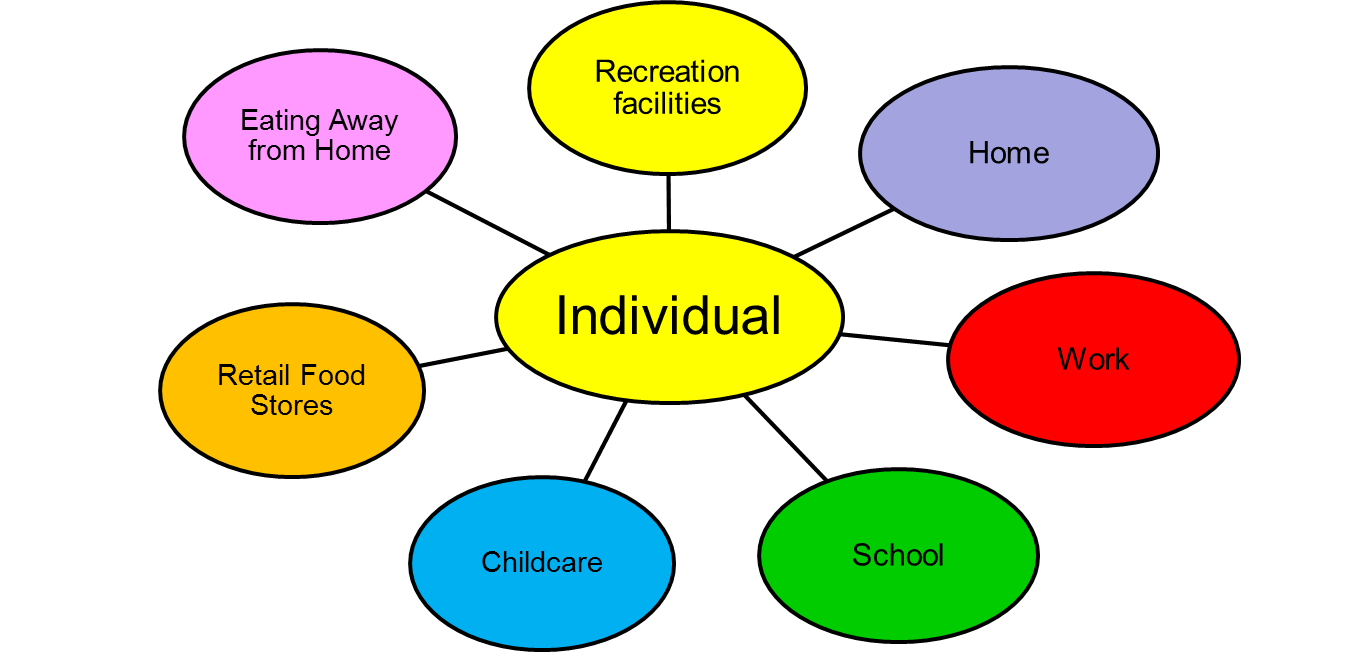 Recreation
facilities
Eating Away
from Home
Home
Individual
Work
Retail Food
Stores
School
Childcare